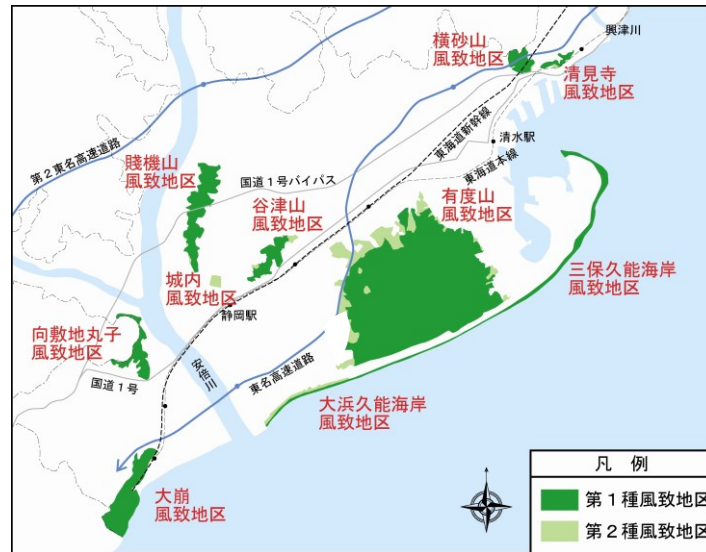 横砂山
風致地区
興津川
清見寺
風致地区
東海道新幹線
清水駅
第2東名高速道路
賤機山
風致地区
国道1号バイパス
東海道本線
谷津山
風致地区
有度山
風致地区
城内
風致地区
三保久能海岸
風致地区
静岡駅
向敷地丸子
風致地区
国道1号
安倍川
東名高速道路
大浜久能海岸
風致地区
大崩
風致地区
凡 例
第1種風致地区
第2種風致地区